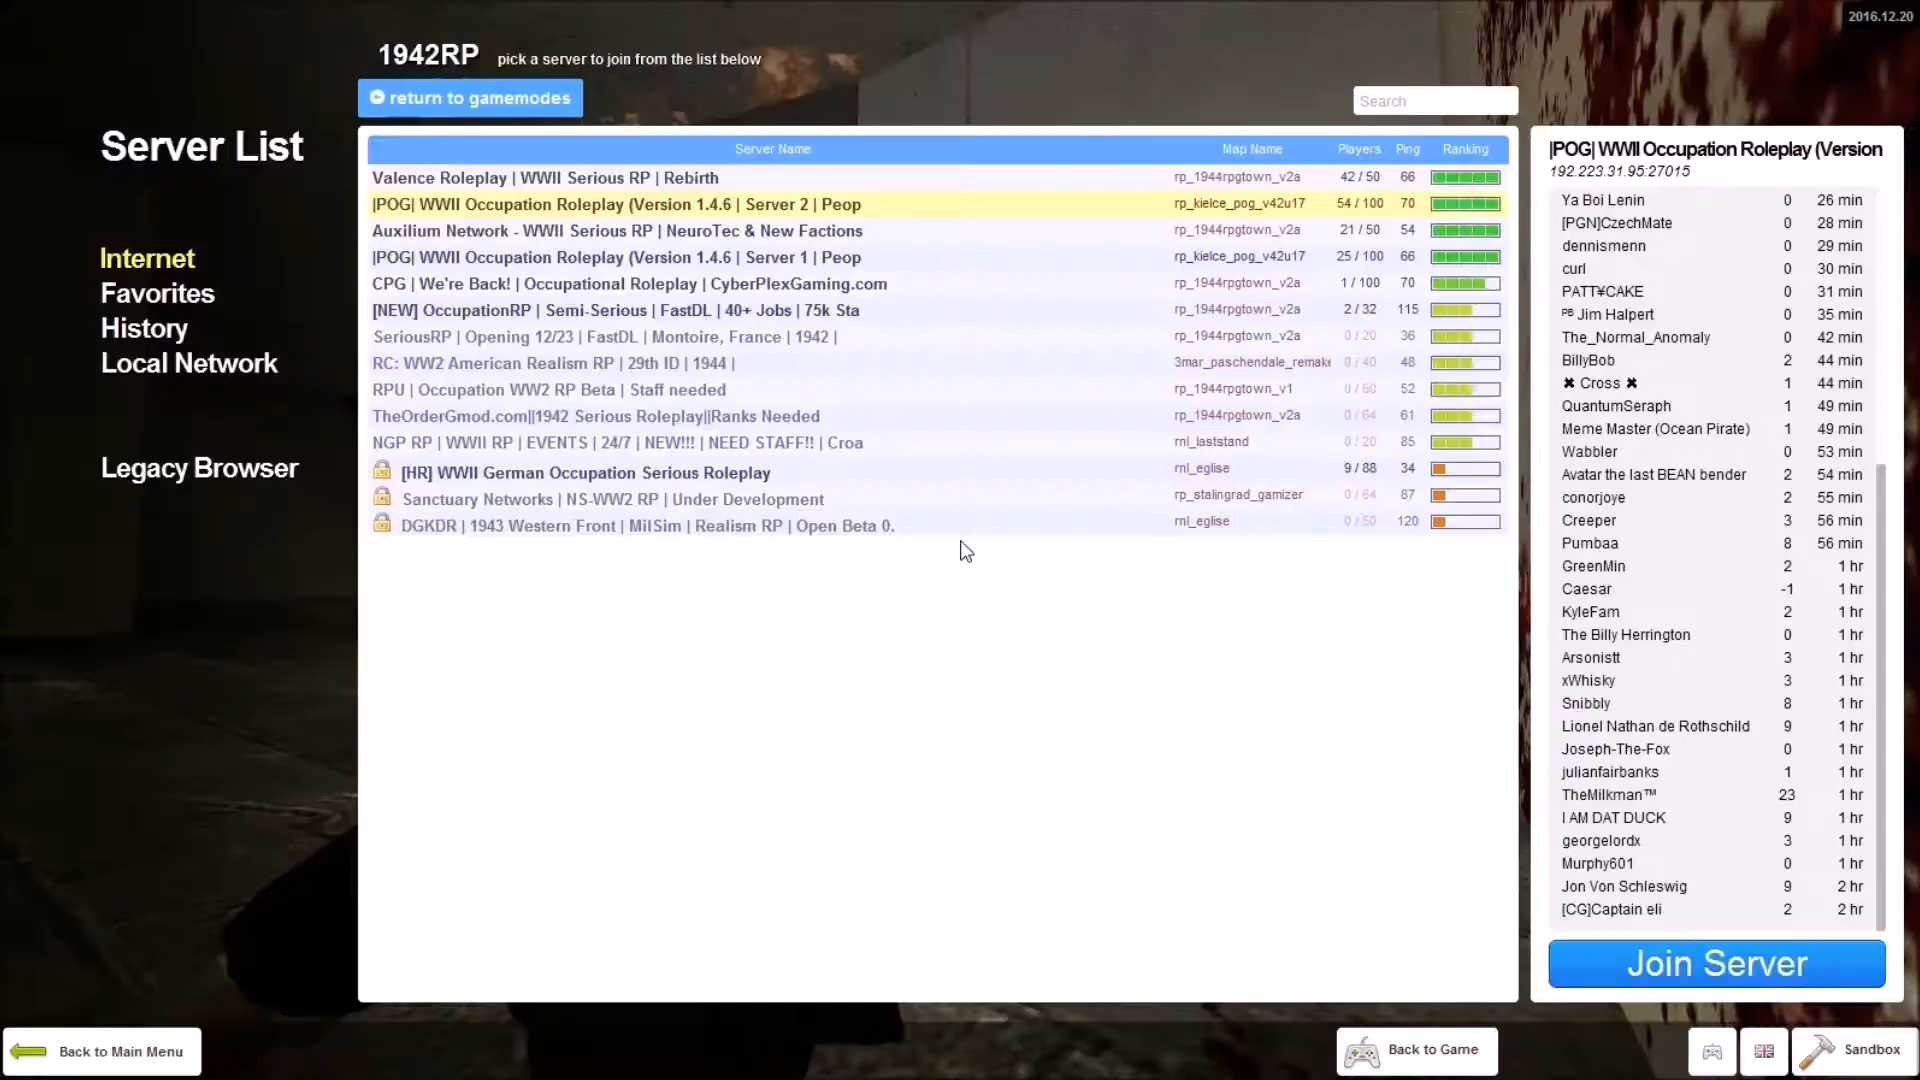 2016.12.20
1942RP pick a server to join from the list below
return to gamemodes
Search
Server List
Internet
Favorites
History
Local Network
Legacy Browser
Server Name Map Name Players Ping Ranking
Valence Roleplay | WWII Serious RP | Rebirth rp_1944rpgtown_v2a 42 / 50 66
|POG| WWII Occupation Roleplay (Version 1.4.6 | Server 2 | Peop rp_kielce_pog_v42u17 54 / 100 70
Auxilium Network - WWII Serious RP | NeuroTec & New Factions rp_1944rpgtown_v2a 21 / 50 54
|POG| WWII Occupation Roleplay (Version 1.4.6 | Server 1 | Peop rp_kielce_pog_v42u17 25 / 100 66
CPG | We're Back! | Occupational Roleplay | CyberPlexGaming.com rp_1944rpgtown_v2a 1 / 100 70
[NEW] OccupationRP | Semi-Serious | FastDL | 40+ Jobs | 75k Sta rp_1944rpgtown_v2a 2 / 32 115
SeriousRP | Opening 12/23 | FastDL | Montoire, France | 1942 | rp_1944rpgtown_v2a 0 / 20 36
RC: WW2 American Realism RP | 29th ID | 1944 | 3mar_paschendale_remake 0 / 40 48
RPU | Occupation WW2 RP Beta | Staff needed rp_1944rpgtown_v1 0 / 60 52
TheOrderGmod.com||1942 Serious Roleplay||Ranks Needed rp_1944rpgtown_v2a 0 / 64 61
NGP RP | WWII RP | EVENTS | 24/7 | NEW!!! | NEED STAFF!! | Croa rnl_laststand 0 / 20 85
[HR] WWII German Occupation Serious Roleplay rnl_eglise 9 / 88 34
Sanctuary Networks | NS-WW2 RP | Under Development rp_stalingrad_gamizer 0 / 64 87
DGKDR | 1943 Western Front | MilSim | Realism RP | Open Beta 0. rnl_eglise 0 / 50 120
|POG| WWII Occupation Roleplay (Version
192.223.31.95:27015
Ya Boi Lenin 0 26 min
[PGN]CzechMate 0 28 min
dennismenn 0 29 min
curl 0 30 min
PATT¥CAKE 0 31 min
ᴾᴮ Jim Halpert 0 35 min
The_Normal_Anomaly 0 42 min
BillyBob 2 44 min
✖ Cross ✖ 1 44 min
QuantumSeraph 1 49 min
Meme Master (Ocean Pirate) 1 49 min
Wabbler 0 53 min
Avatar the last BEAN bender 2 54 min
conorjoye 2 55 min
Creeper 3 56 min
Pumbaa 8 56 min
GreenMin 2 1 hr
Caesar -1 1 hr
KyleFam 2 1 hr
The Billy Herrington 0 1 hr
Arsonistt 3 1 hr
xWhisky 3 1 hr
Snibbly 8 1 hr
Lionel Nathan de Rothschild 9 1 hr
Joseph-The-Fox 0 1 hr
julianfairbanks 1 1 hr
TheMilkman™ 23 1 hr
I AM DAT DUCK 9 1 hr
georgelordx 3 1 hr
Murphy601 0 1 hr
Jon Von Schleswig 9 2 hr
[CG]Captain eli 2 2 hr
Join Server
Back to Main Menu
Back to Game
Sandbox